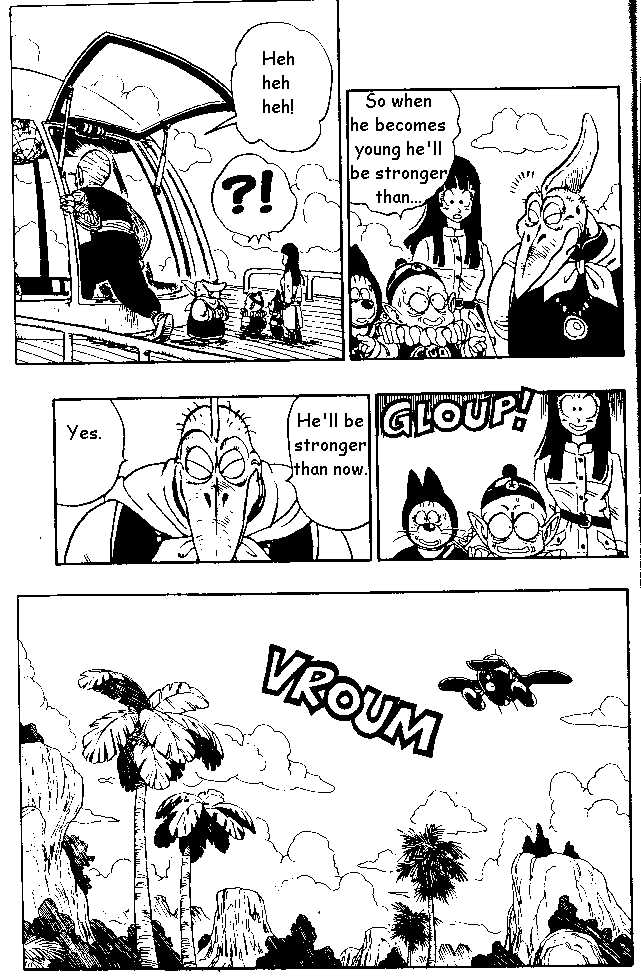 Heh
heh
heh!
?!
So when
he becomes
young he'll
be stronger
than...
Yes.
He'll be
stronger
than now.
GLOUP!
VROUM